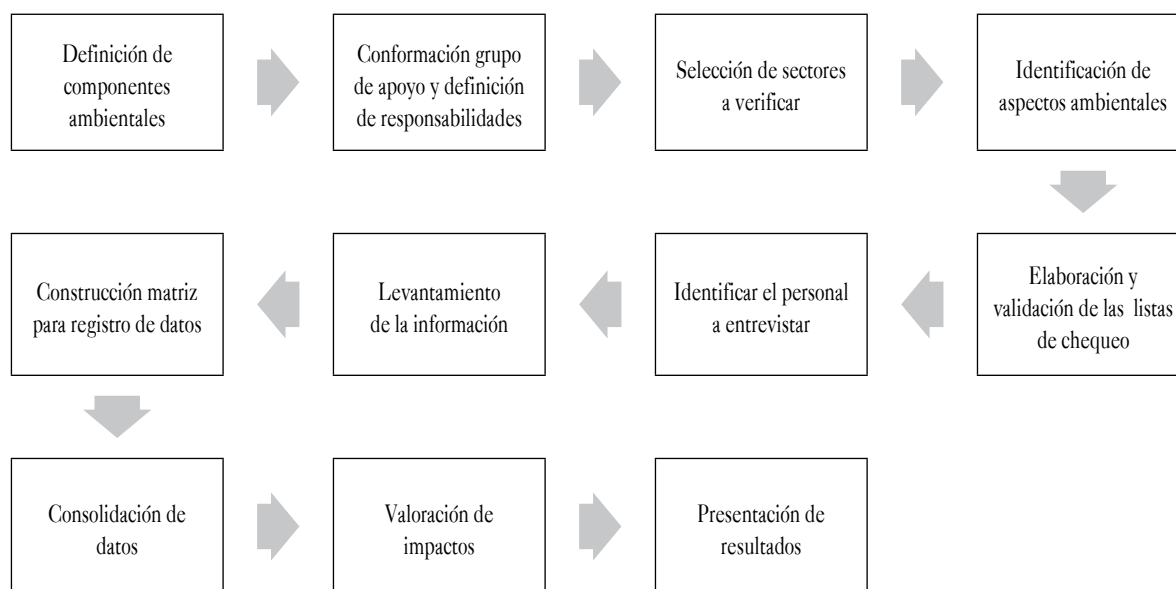 Definición de
componentes
ambientales
Conformación grupo
de apoyo y definición
de responsabilidades
Selección de sectores
a verificar
Identificación de
aspectos ambientales
Elaboración y
validación de las listas
de chequeo
Identificar el personal
a entrevistar
Levantamiento
de la información
Construcción matriz
para registro de datos
Consolidación de
datos
Valoración de
impactos
Presentación de
resultados